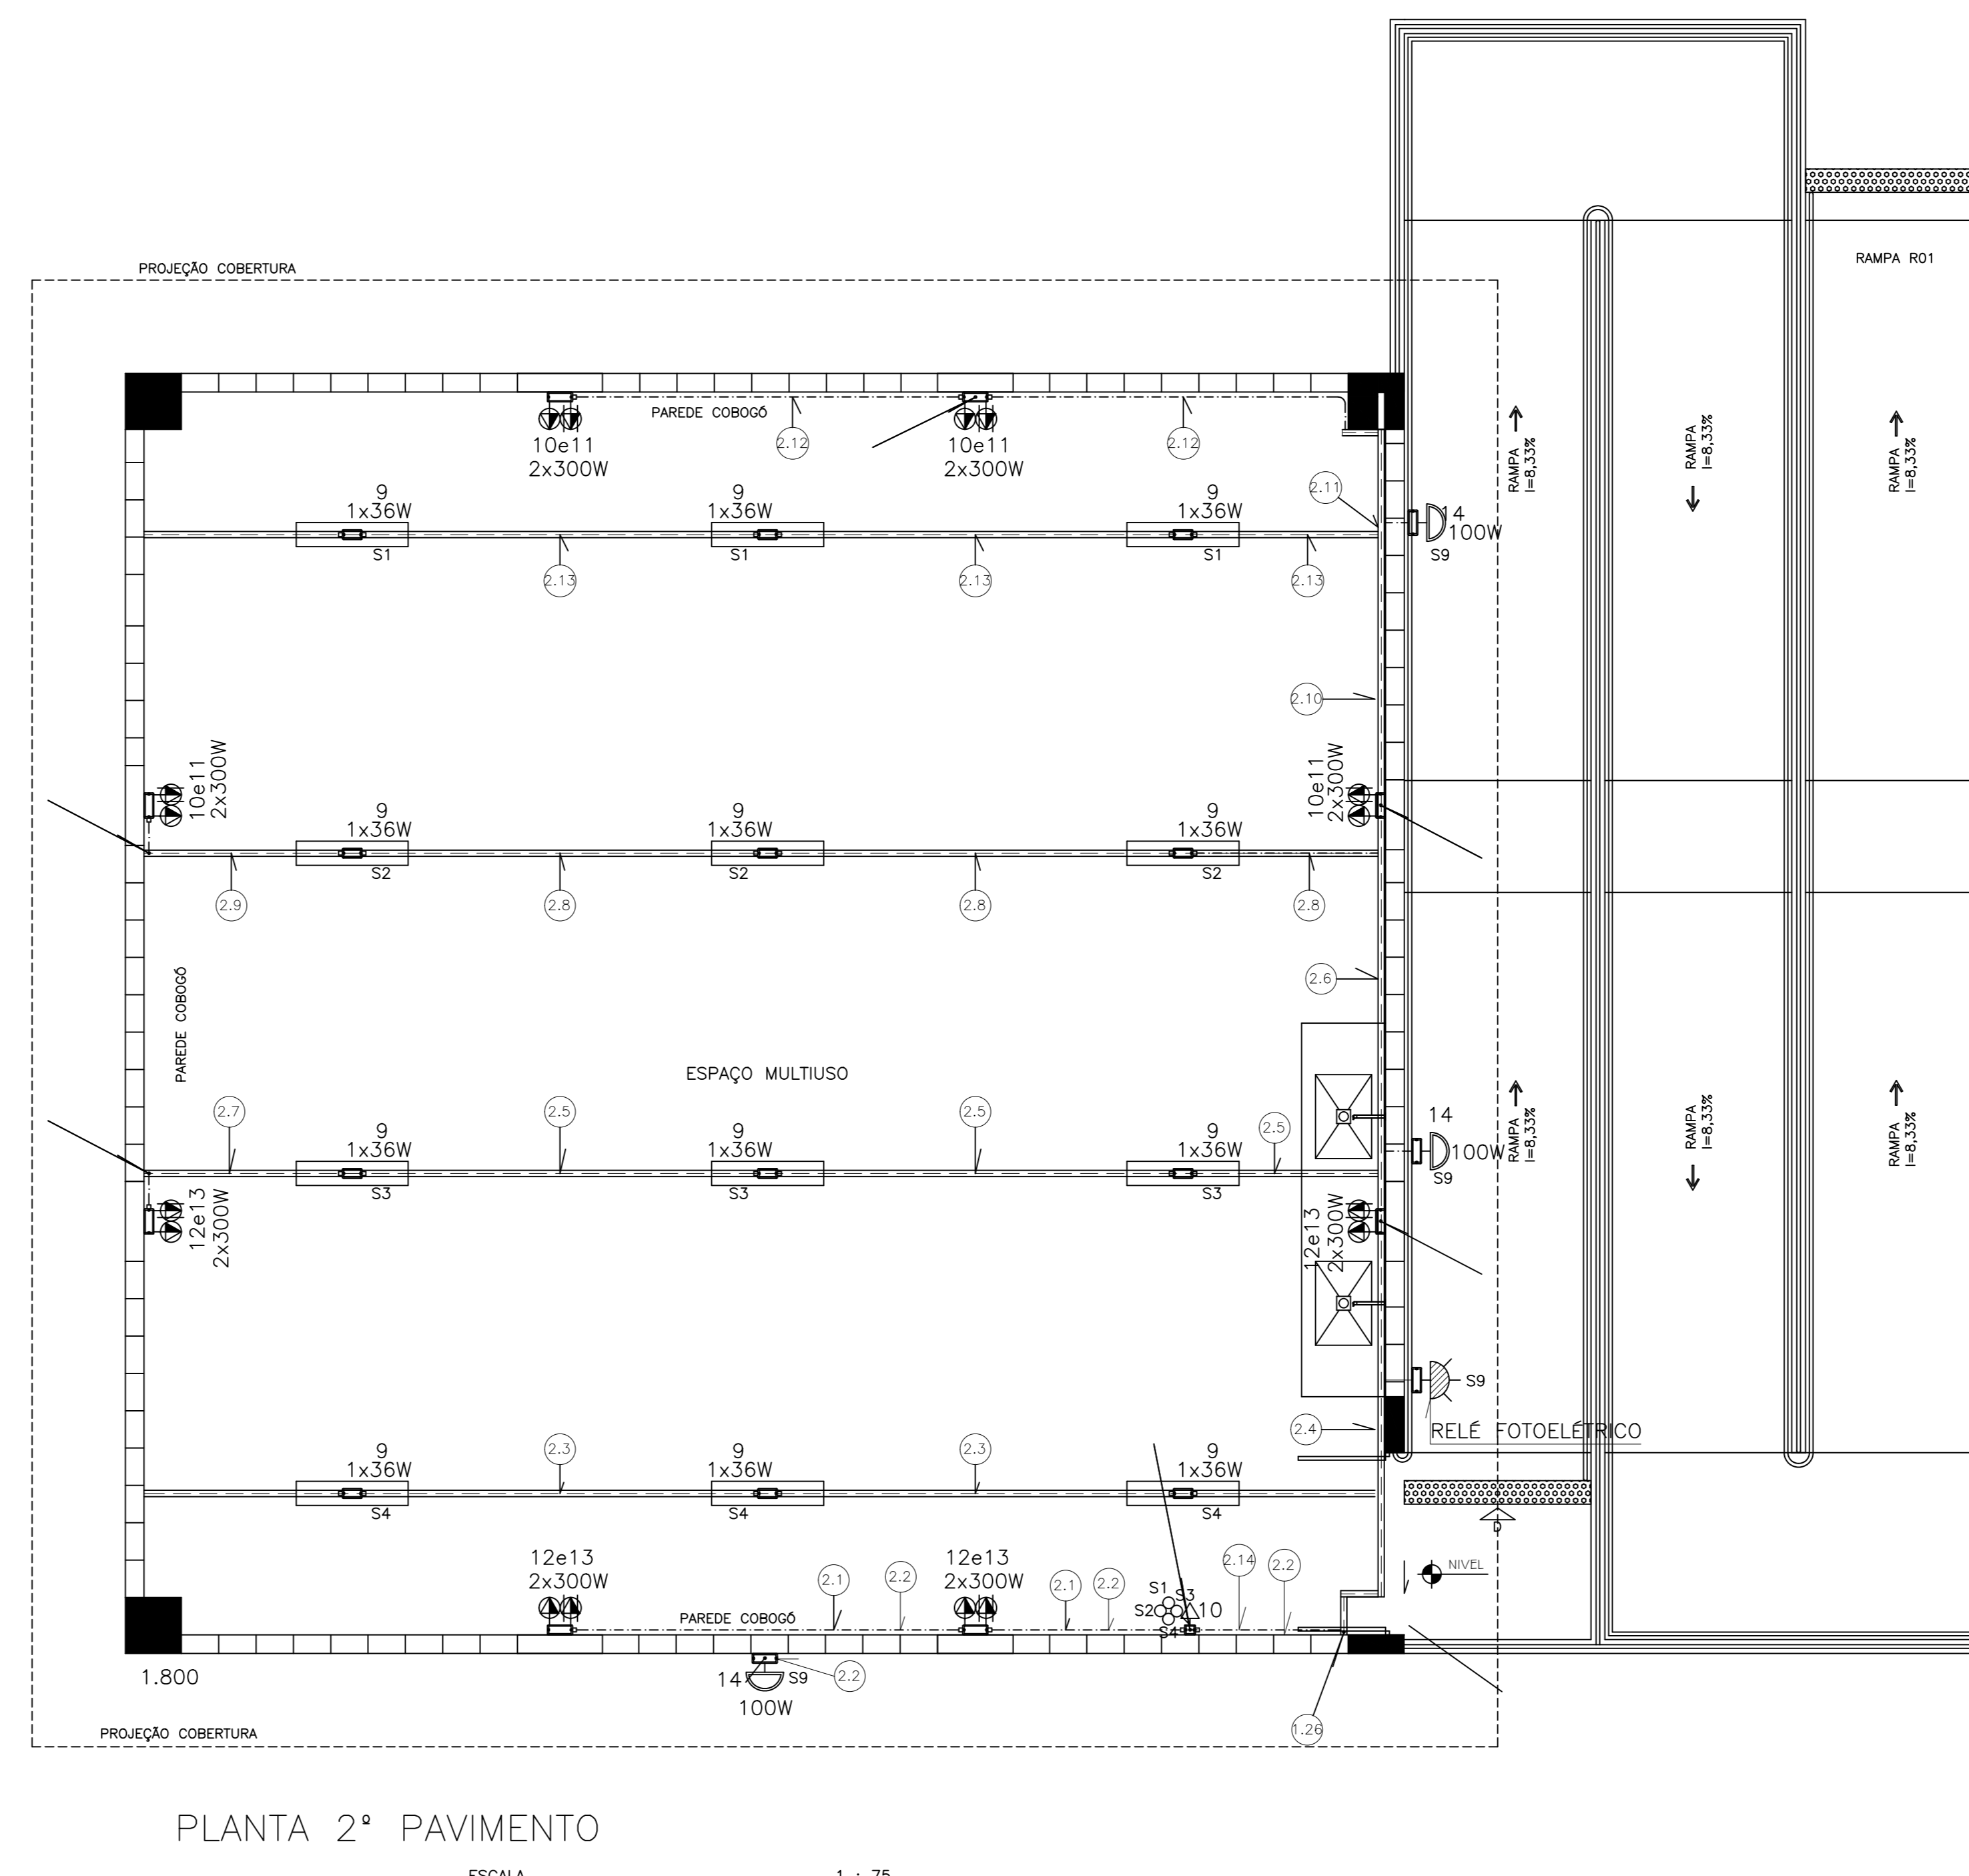 RAMPA R01
PROJEÇÃO COBERTURA
PAREDE COBOGÓ
2.12
2.12
10e11
2x300W
10e11
2x300W
RAMPA
I=8,33%
RAMPA
I=8,33%
RAMPA
I=8,33%
2.11
9
1x36W
S1
9
1x36W
S1
9
1x36W
S1
14
100W
S9
2.13
2.13
2.13
2.10
10e11
2x300W
10e11
2x300W
9
1x36W
S2
9
1x36W
S2
9
1x36W
S2
2.9
2.8
2.8
2.8
PAREDE COBOGÓ
2.6
ESPAÇO MULTIUSO
2.7
2.5
2.5
2.5
14
100W
S9
RAMPA
I=8,33%
RAMPA
I=8,33%
RAMPA
I=8,33%
9
1x36W
S3
9
1x36W
S3
9
1x36W
S3
12e13
2x300W
12e13
2x300W
S9
RELÉ FOTOELÉTRICO
2.4
2.3
2.3
9
1x36W
S4
9
1x36W
S4
9
1x36W
S4
D
NIVEL
12e13
2x300W
12e13
2x300W
2.1
2.2
2.1
2.2
2.14
2.2
S1
S3
S2
S4
10
PAREDE COBOGÓ
1.800
14
S9
2.2
100W
1.26
PROJEÇÃO COBERTURA
PLANTA 2º PAVIMENTO
ESCALA 1 : 75